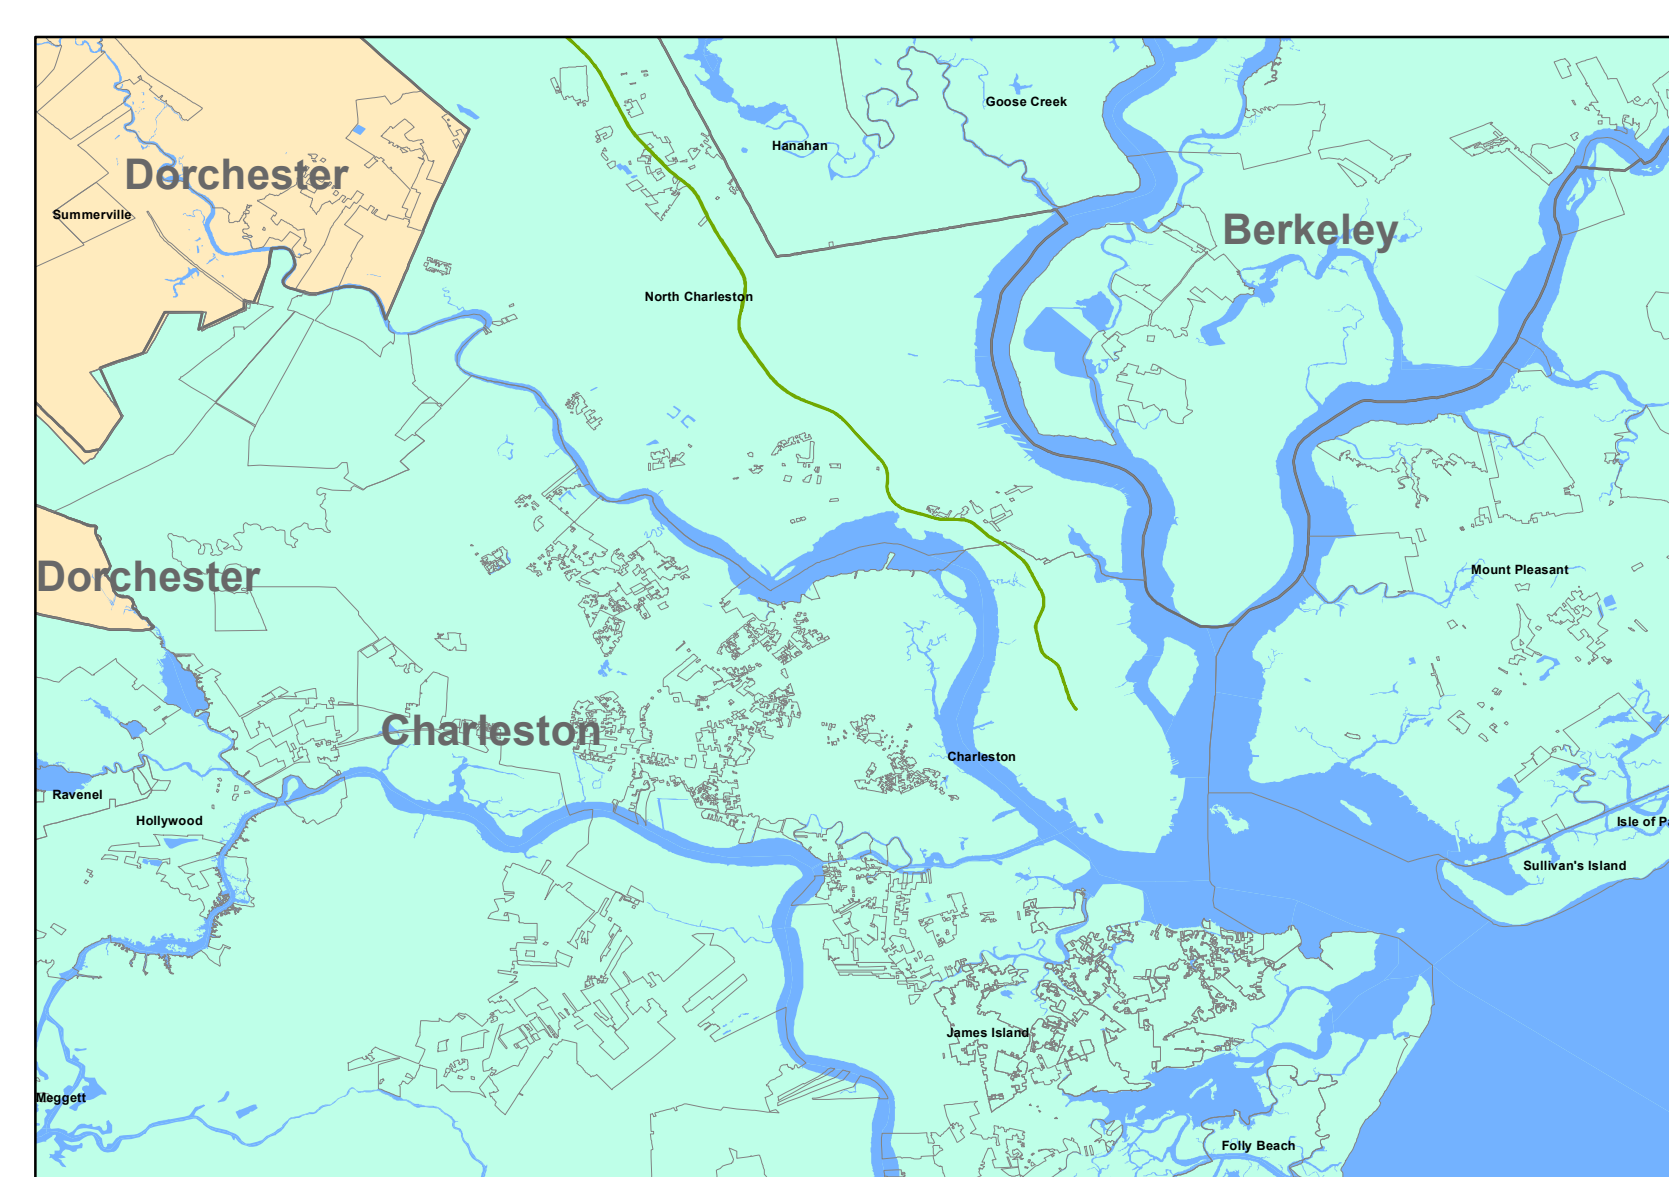 Goose Creek
Hanahan
Dorchester
Summerville
Berkeley
North Charleston
Mount Pleasant
Dorchester
Charleston
Charleston
Ravenel
Hollywood
Isle of Pa
Sullivan's Island
James Island
Meggett
Folly Beach